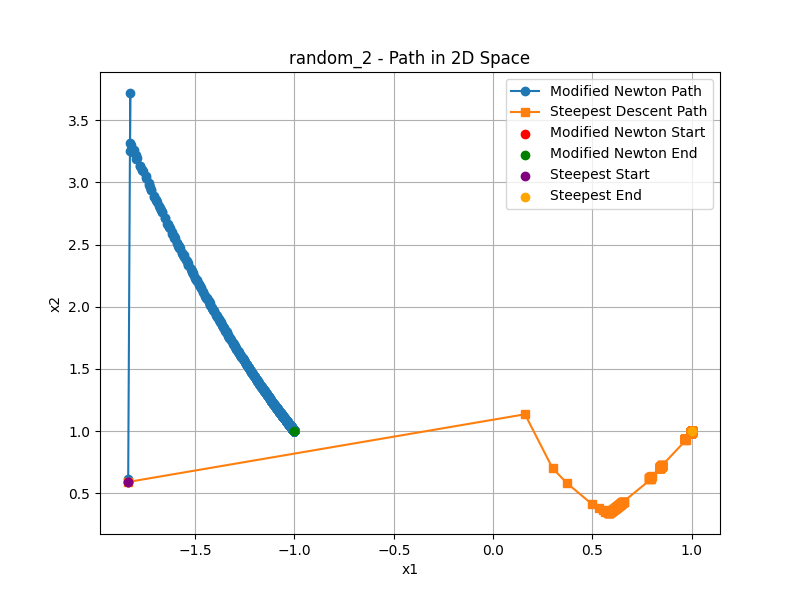 random_2 - Path in 2D Space
Modified Newton Path
Steepest Descent Path
Modified Newton Start
Modified Newton End
Steepest Start
Steepest End
3.5
3.0
2.5
2.0
1.5
1.0
0.5
x2
−1.5 −1.0 −0.5 0.0 0.5 1.0
x1